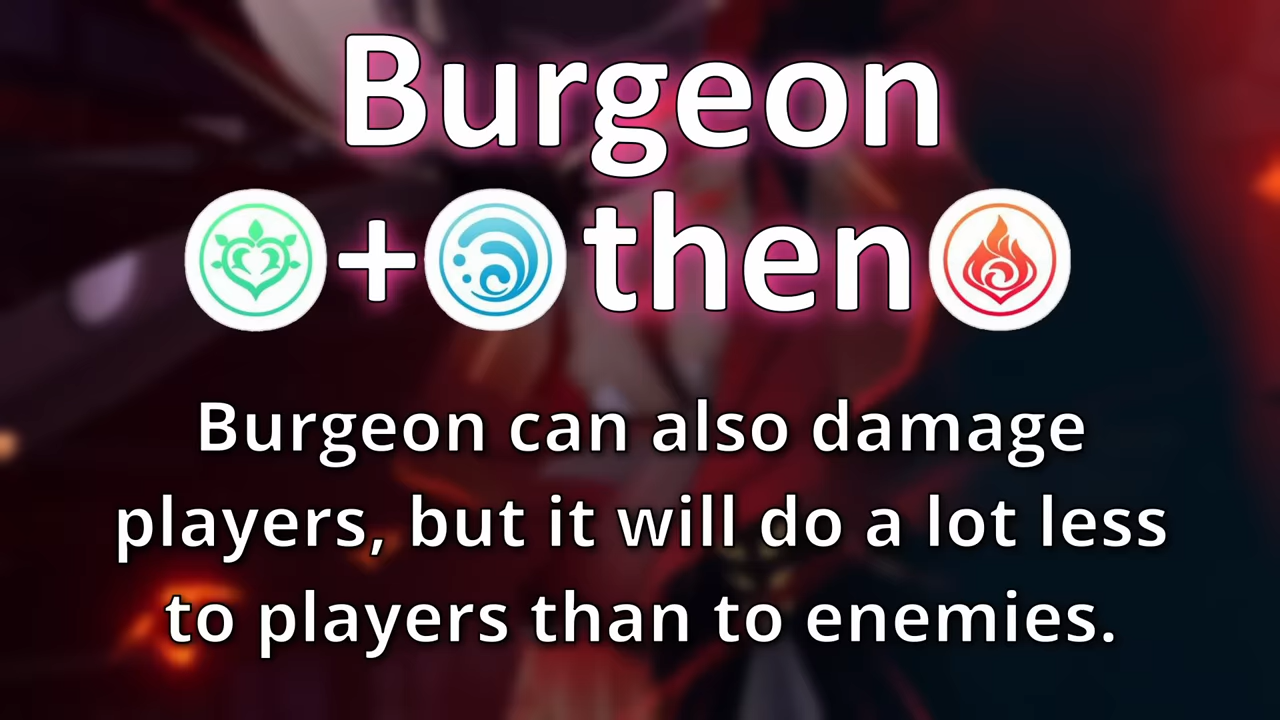 Burgeon
+ then
Burgeon can also damage
players, but it will do a lot less
to players than to enemies.